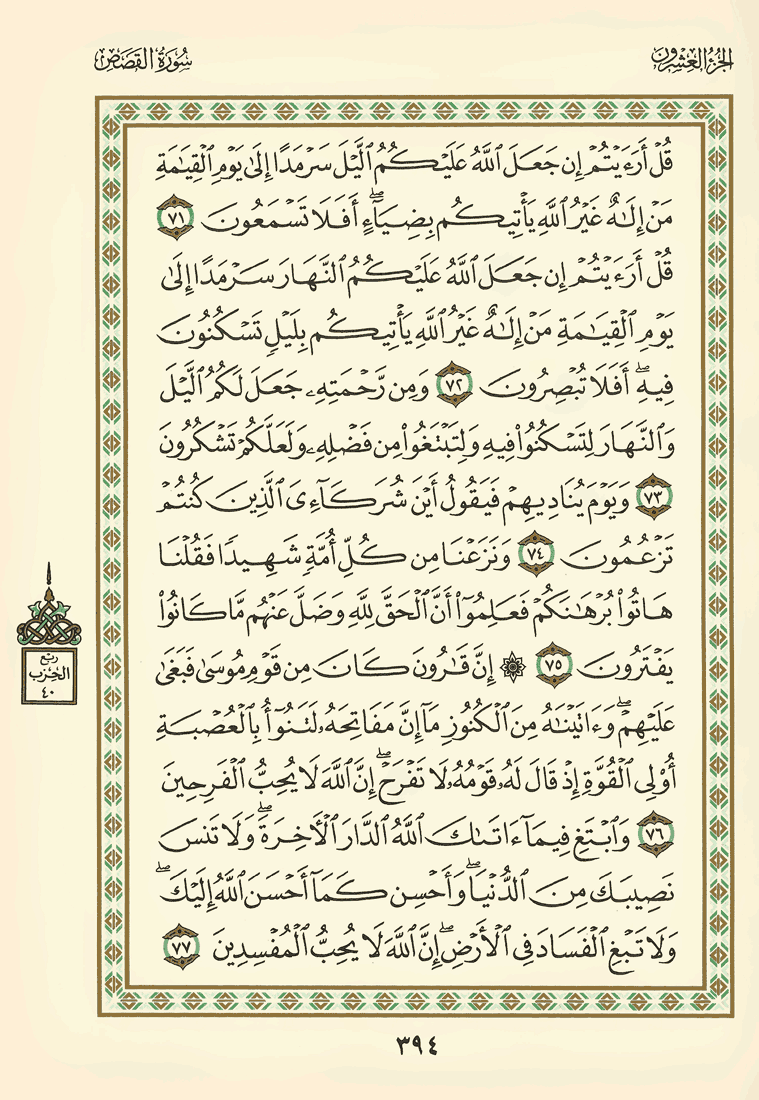 الجزء العشرون
سورة القصص
قُلْ أَرَءَيْتُمْ إِن جَعَلَ ٱللَّهُ عَلَيْكُمُ ٱلَّيْلَ سَرْمَدًا إِلَىٰ يَوْمِ ٱلْقِيَـٰمَةِ
مَنْ إِلَـٰهٌ غَيْرُ ٱللَّهِ يَأْتِيكُم بِضِيَآءٍ ۖ أَفَلَا تَسْمَعُونَ ٧١
قُلْ أَرَءَيْتُمْ إِن جَعَلَ ٱللَّهُ عَلَيْكُمُ ٱلنَّهَارَ سَرْمَدًا إِلَىٰ
يَوْمِ ٱلْقِيَـٰمَةِ مَنْ إِلَـٰهٌ غَيْرُ ٱللَّهِ يَأْتِيكُم بِلَيْلٍ تَسْكُنُونَ
فِيهِ ۖ أَفَلَا تُبْصِرُونَ ٧٢ وَمِن رَّحْمَتِهِۦ جَعَلَ لَكُمُ ٱلَّيْلَ
وَٱلنَّهَارَ لِتَسْكُنُوا۟ فِيهِ وَلِتَبْتَغُوا۟ مِن فَضْلِهِۦ وَلَعَلَّكُمْ تَشْكُرُونَ
٧٣ وَيَوْمَ يُنَادِيهِمْ فَيَقُولُ أَيْنَ شُرَكَآءِىَ ٱلَّذِينَ كُنتُمْ
تَزْعُمُونَ ٧٤ وَنَزَعْنَا مِن كُلِّ أُمَّةٍ شَهِيدًا فَقُلْنَا
هَاتُوا۟ بُرْهَـٰنَكُمْ فَعَلِمُوٓا۟ أَنَّ ٱلْحَقَّ لِلَّهِ وَضَلَّ عَنْهُم مَّا كَانُوا۟
يَفْتَرُونَ ٧٥ ۞ إِنَّ قَـٰرُونَ كَانَ مِن قَوْمِ مُوسَىٰ فَبَغَىٰ
عَلَيْهِمْ ۖ وَءَاتَيْنَـٰهُ مِنَ ٱلْكُنُوزِ مَآ إِنَّ مَفَاتِحَهُۥ لَتَنُوٓأُ بِٱلْعُصْبَةِ
أُو۟لِى ٱلْقُوَّةِ إِذْ قَالَ لَهُۥ قَوْمُهُۥ لَا تَفْرَحْ ۖ إِنَّ ٱللَّهَ لَا يُحِبُّ ٱلْفَرِحِينَ
٧٦ وَٱبْتَغِ فِيمَآ ءَاتَىٰكَ ٱللَّهُ ٱلدَّارَ ٱلْـَٔاخِرَةَ ۖ وَلَا تَنسَ
نَصِيبَكَ مِنَ ٱلدُّنْيَا ۖ وَأَحْسِن كَمَآ أَحْسَنَ ٱللَّهُ إِلَيْكَ ۖ
وَلَا تَبْغِ ٱلْفَسَادَ فِى ٱلْأَرْضِ ۖ إِنَّ ٱللَّهَ لَا يُحِبُّ ٱلْمُفْسِدِينَ ٧٧
ربع
الحزب
٤٠
٣٩٤